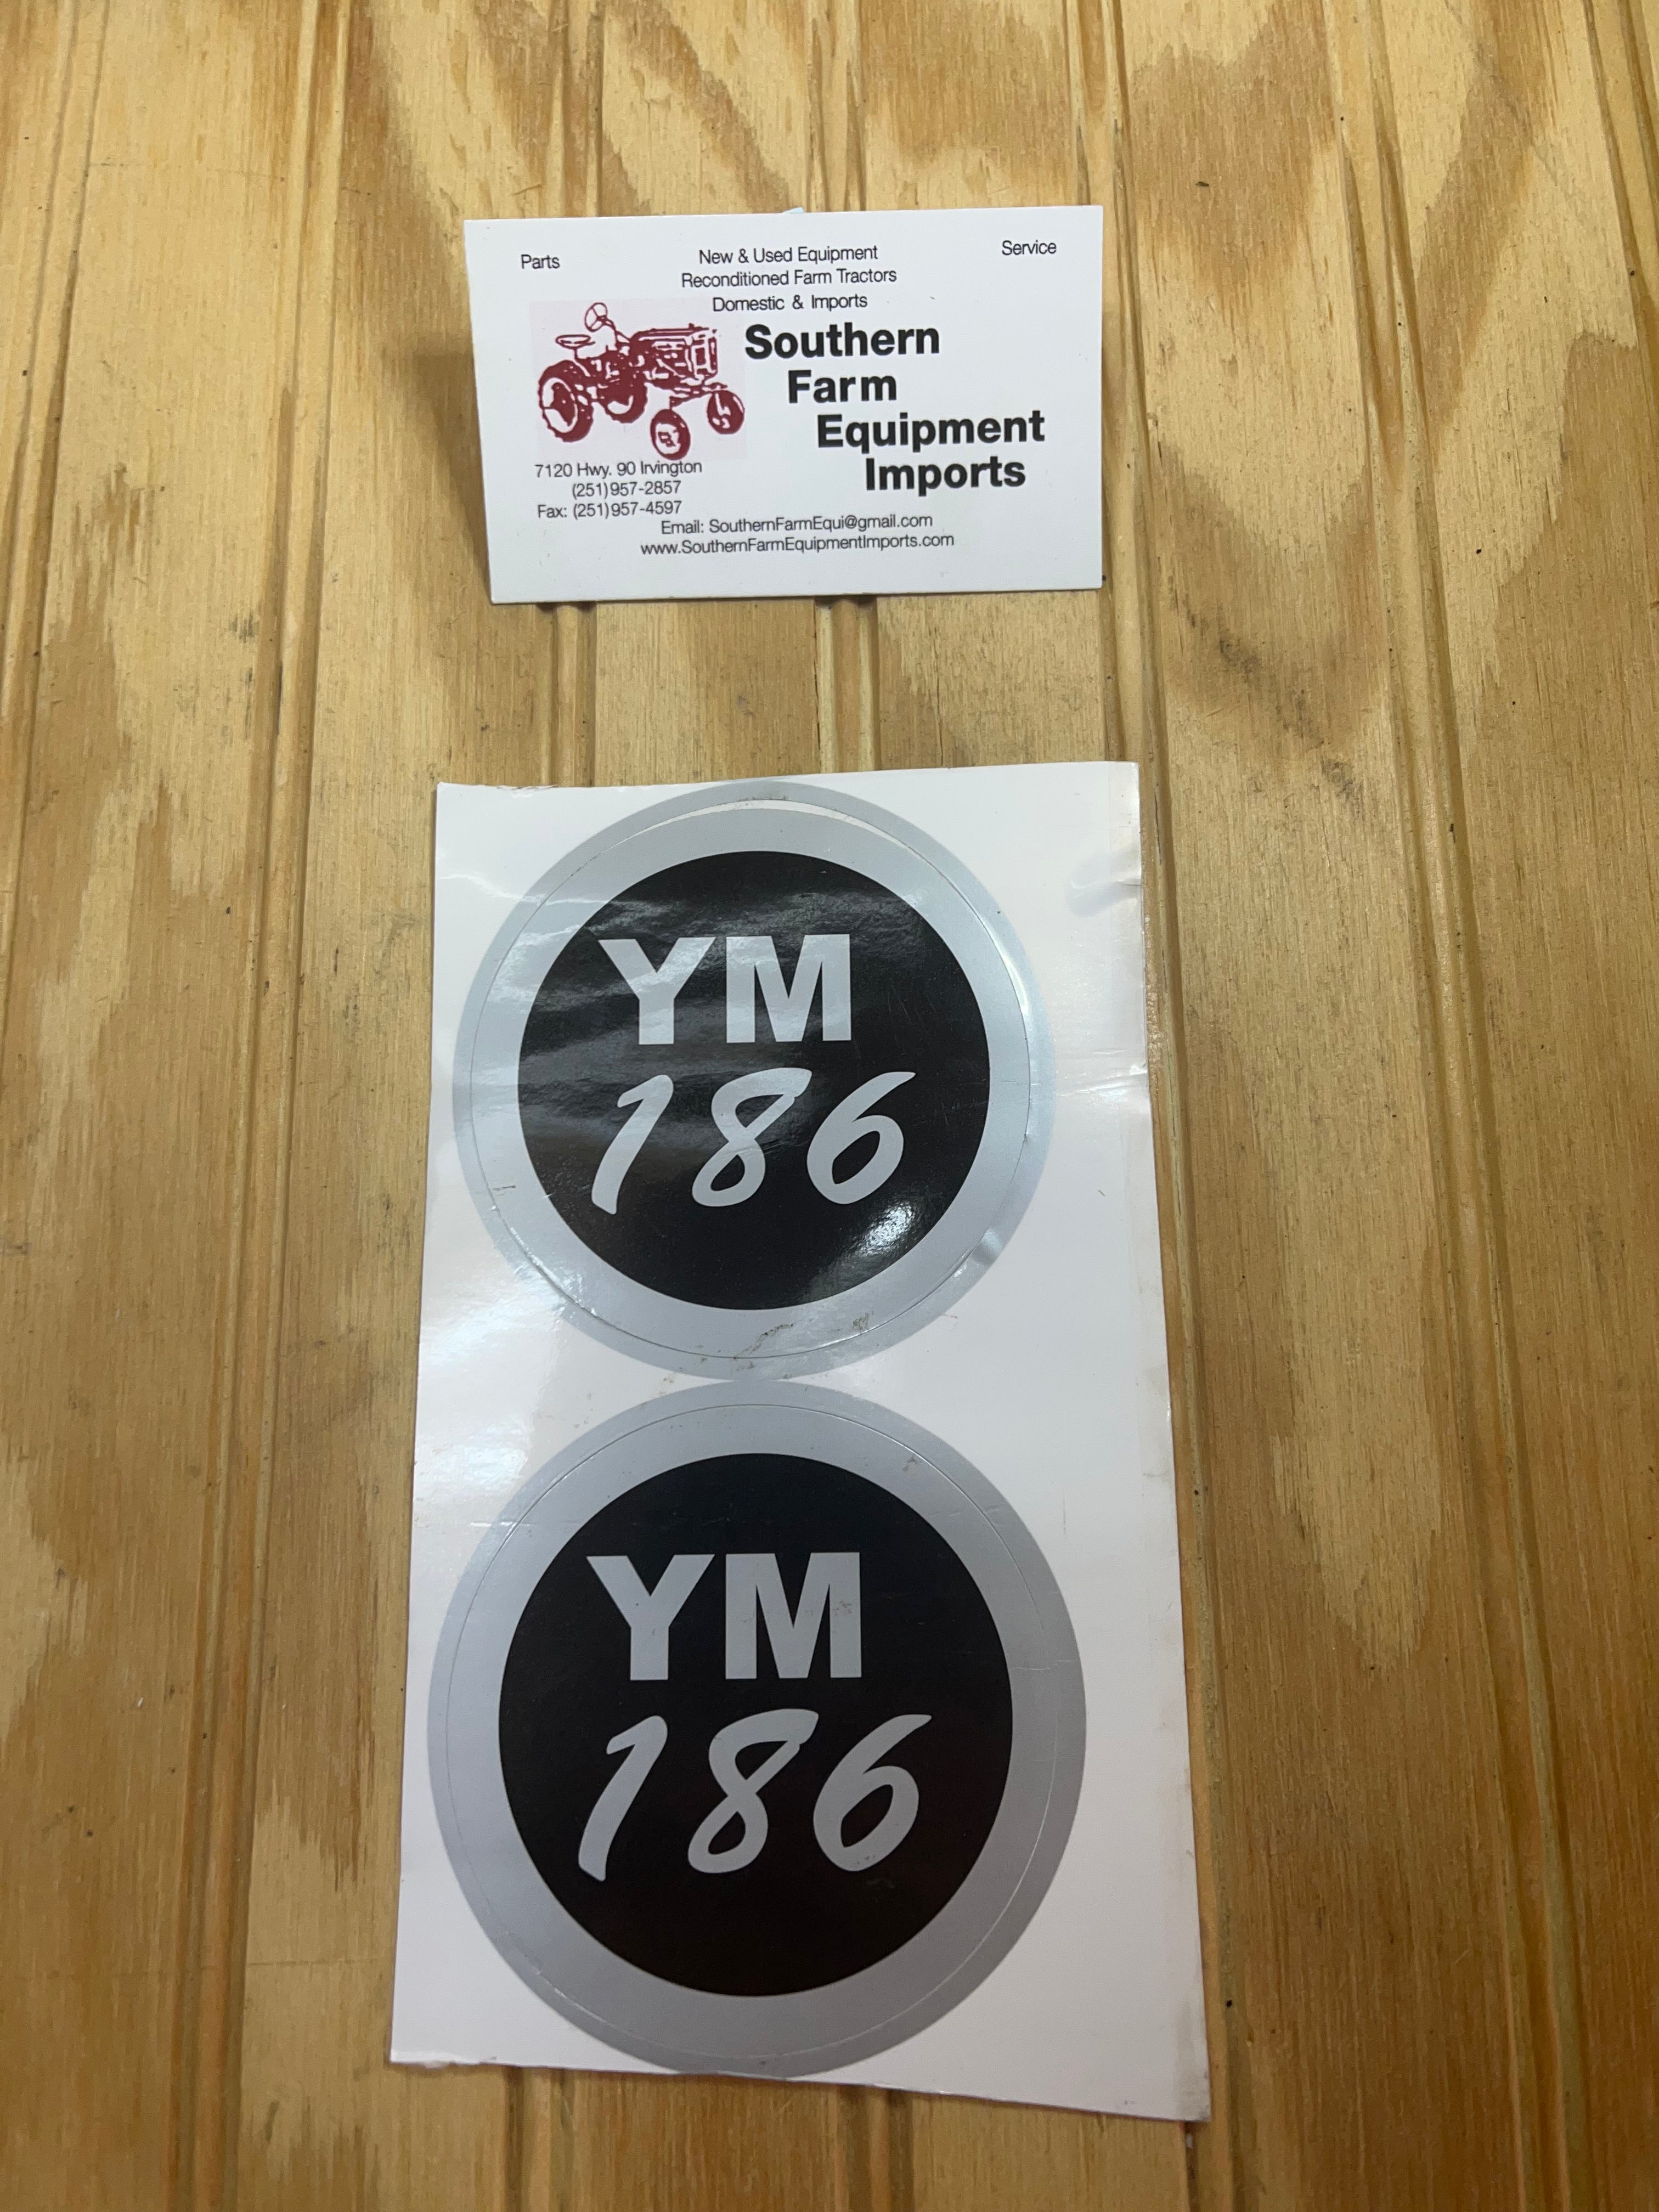 Parts
New & Used Equipment
Service
Reconditioned Farm Tractors
Domestic & Imports
Southern
Farm
Equipment
Imports
7120 Hwy. 90 Irvington
(251)957-2857
Fax: (251)957-4597
Email: SouthernFarmEqui@gmail.com
www.SouthernFarmEquipmentImports.com
YM
186
YM
186